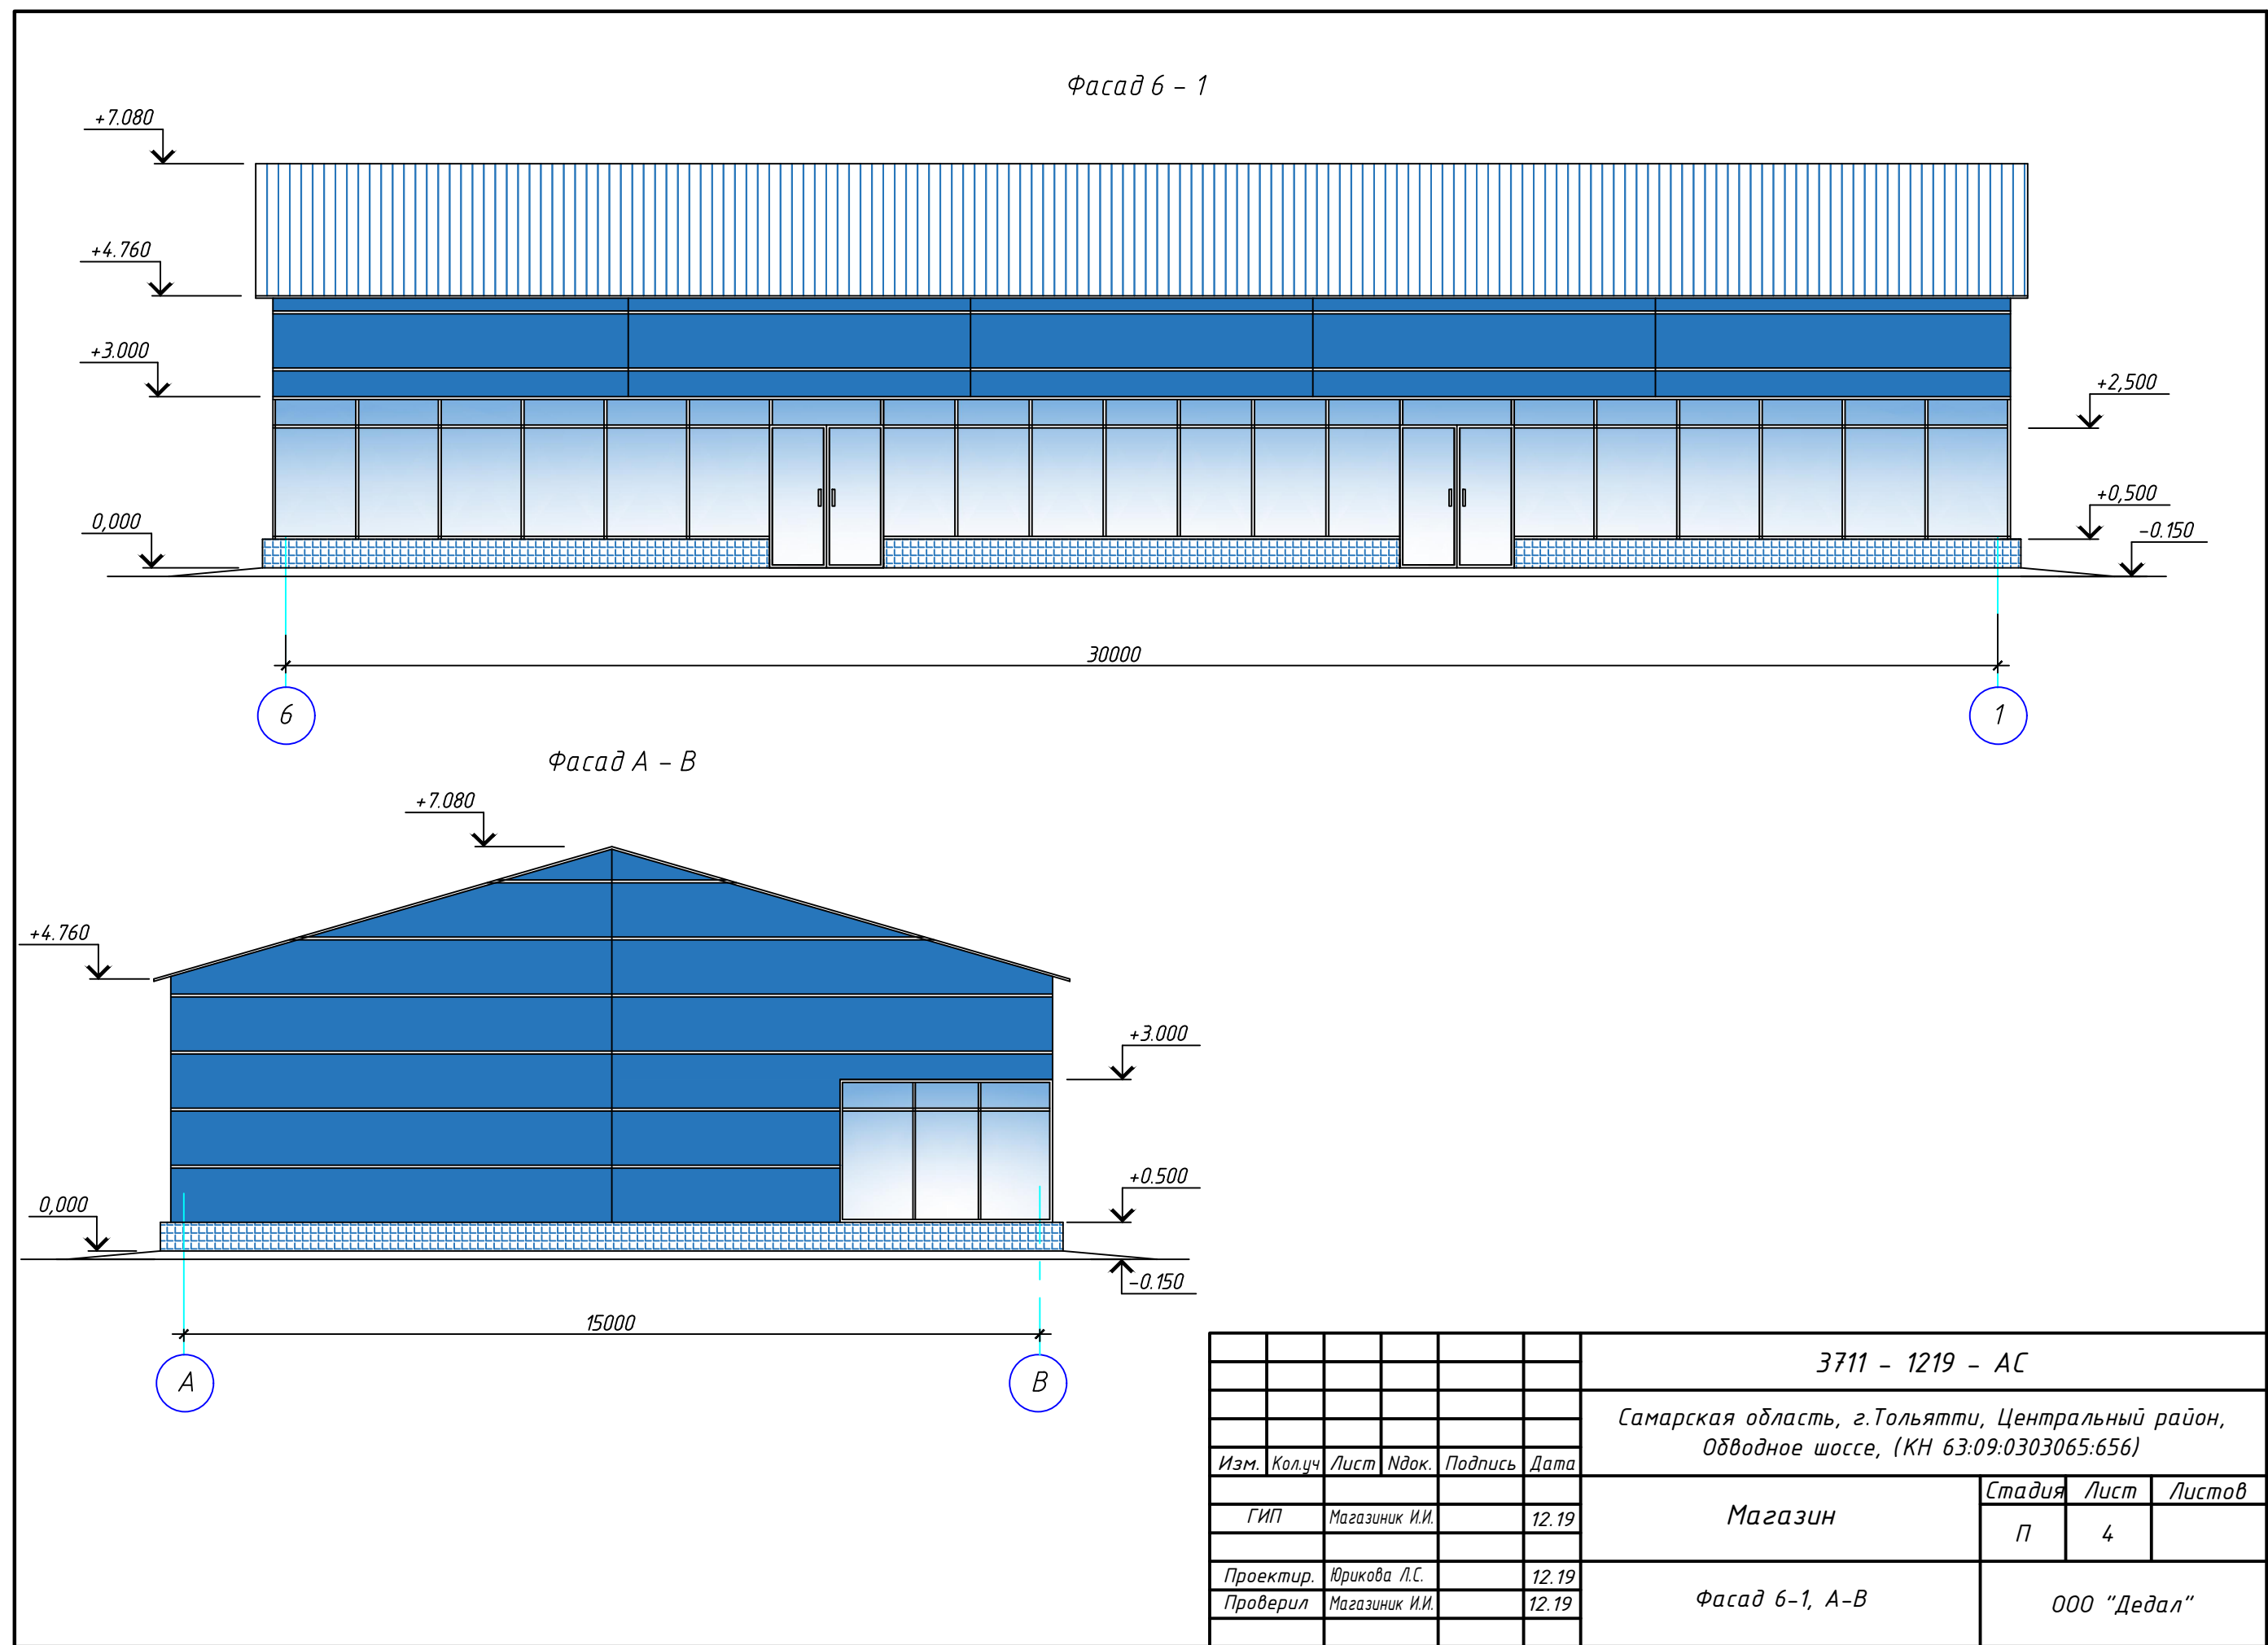 Фасад 6 - 1
+7.080
+4.760
+3.000
0,000
+2,500
+0,500
-0.150
30000
6
1
Фасад А - В
+7.080
+4.760
0,000
+3.000
+0.500
-0.150
15000
А
В
3711 - 1219 - АС
Самарская область, г.Тольятти, Центральный район,
Обводное шоссе, (КН 63:09:0303065:656)
Изм. Кол.уч Лист Nдок. Подпись Дата
Магазин
Стадия Лист Листов
ГИП Магазиник И.И. 12.19
П 4
Проектир. Юрикова Л.С. 12.19
Проверил Магазиник И.И. 12.19
Фасад 6-1, А-В
ООО "Дедал"